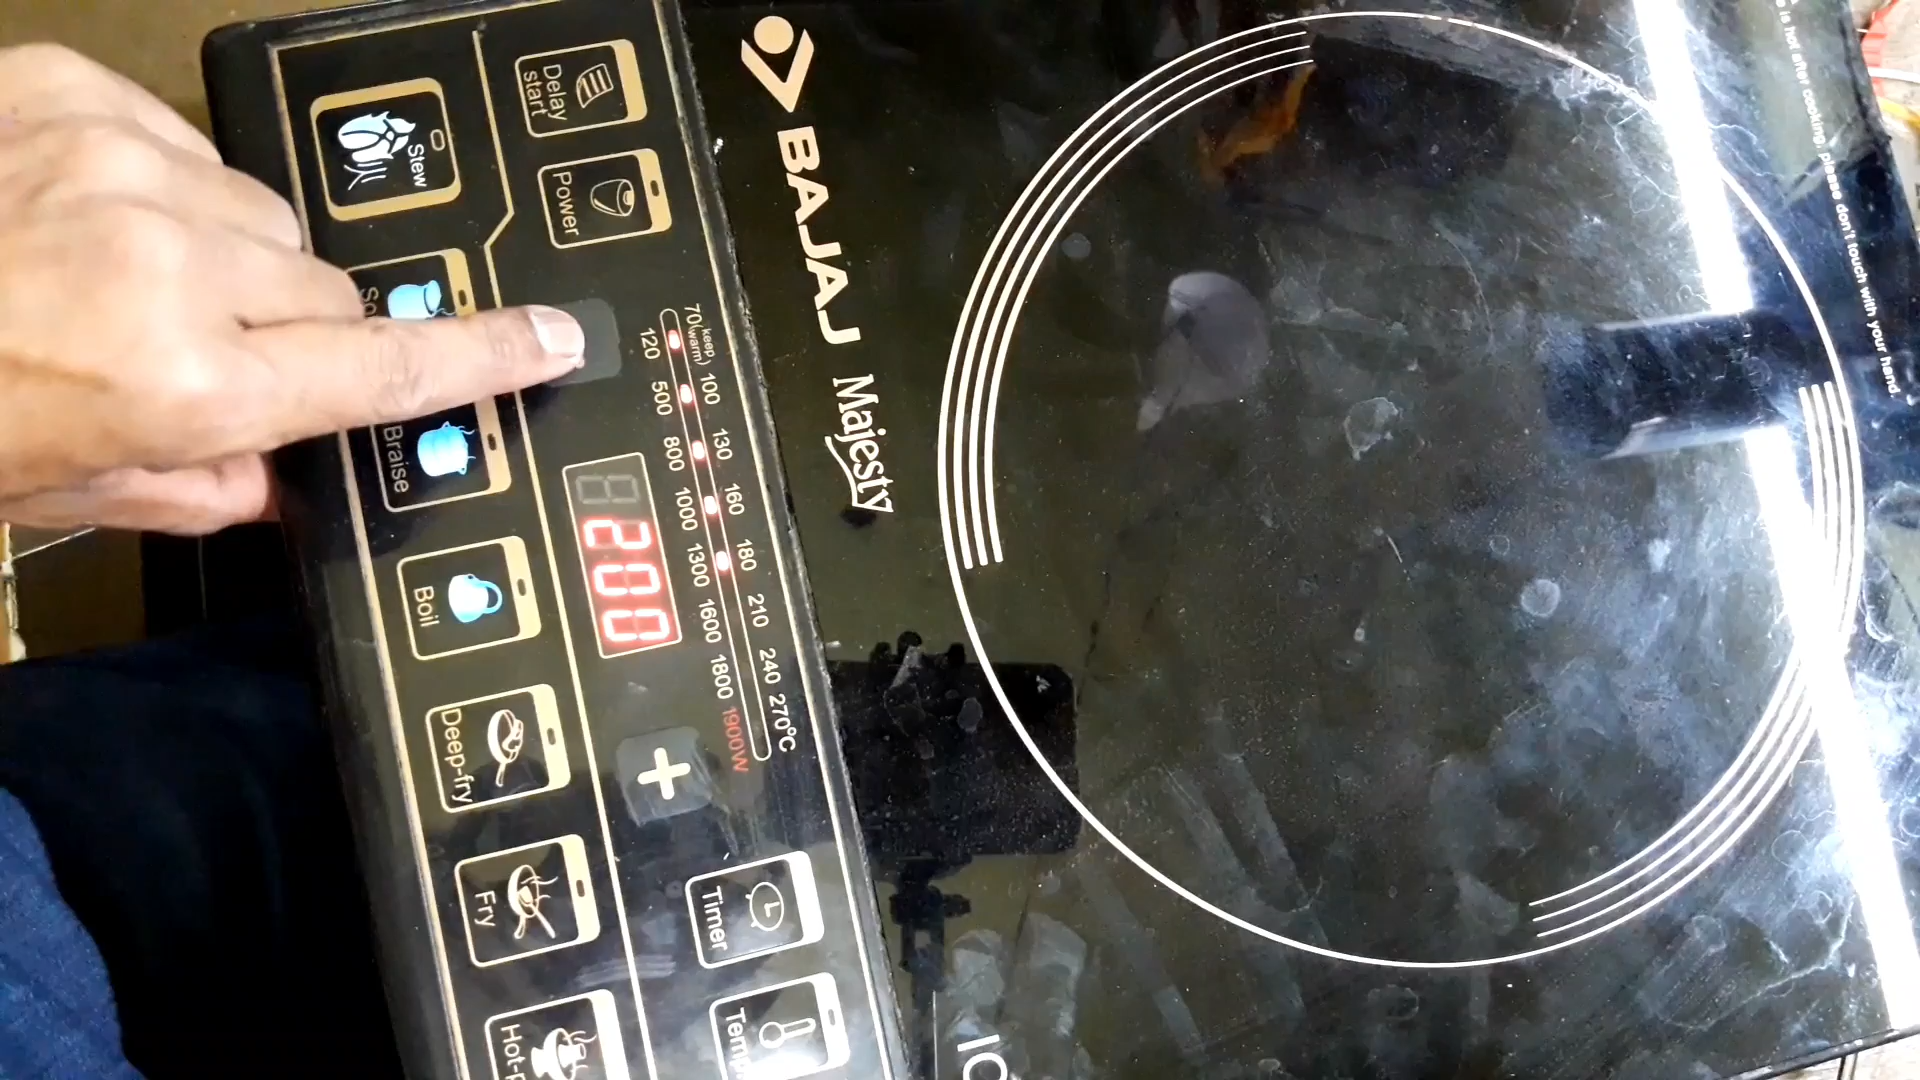 BAJAJ Majesty
is hot after cooking, please don't touch with your hand
70(keep warm) 100 130 160 180 210 240 270°C
120 500 800 1000 1300 1600 1800 1900W
Delay start
Power
200
+
Timer
Stew
Braise
Boil
Deep-fry
Fry